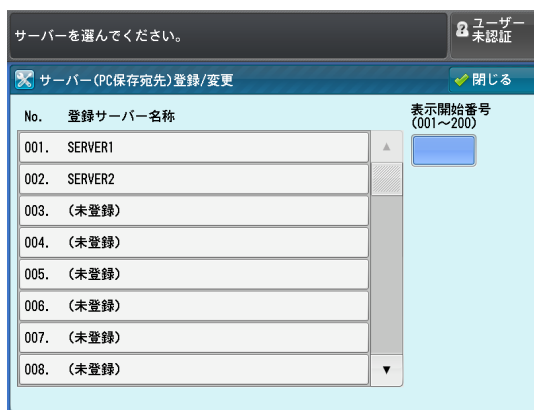 サーバーを選んでください。
ユーザー
未認証
サーバー(PC保存宛先)登録/変更
閉じる
No. 登録サーバー名称
表示開始番号
(001~200)
001. SERVER1
002. SERVER2
003. (未登録)
004. (未登録)
005. (未登録)
006. (未登録)
007. (未登録)
008. (未登録)